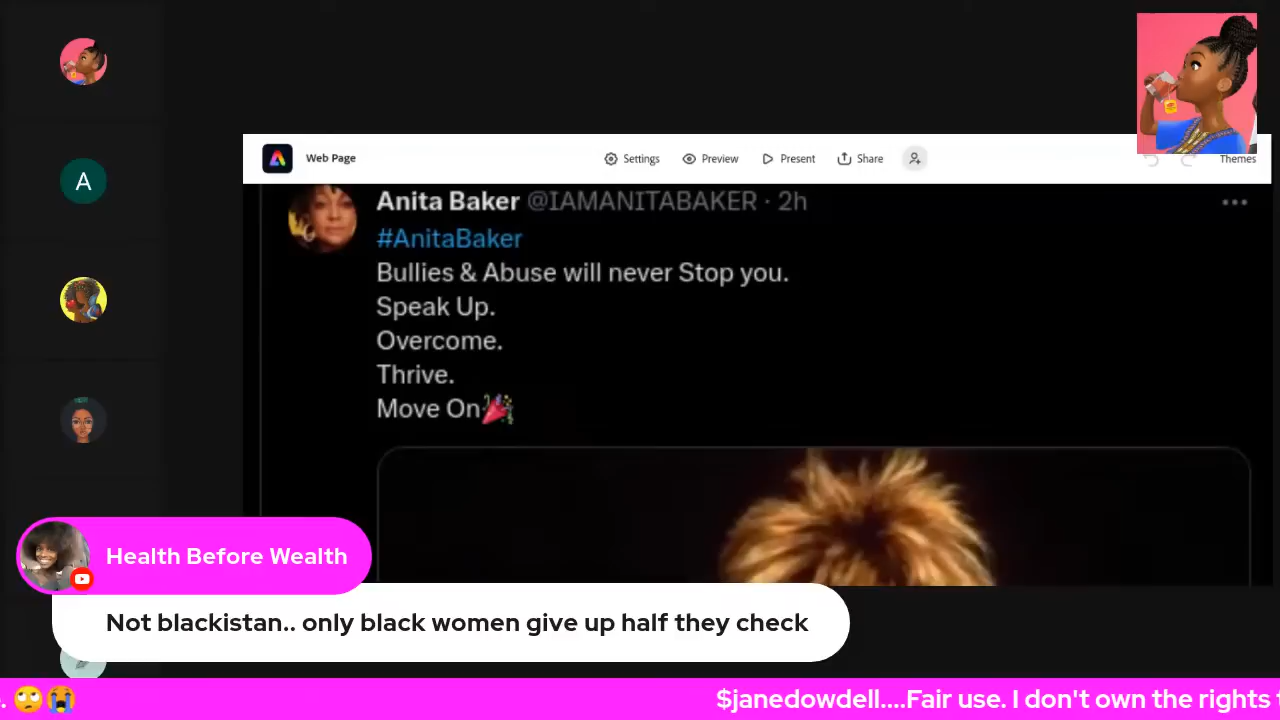 A
Web Page
Settings
Preview
Present
Share
Themes
Anita Baker @IAMANITABAKER · 2h
#AnitaBaker
Bullies & Abuse will never Stop you.
Speak Up.
Overcome.
Thrive.
Move On🎉
Health Before Wealth
Not blackistan.. only black women give up half they check
. 🙄😭 $janedowdell....Fair use. I don't own the rights